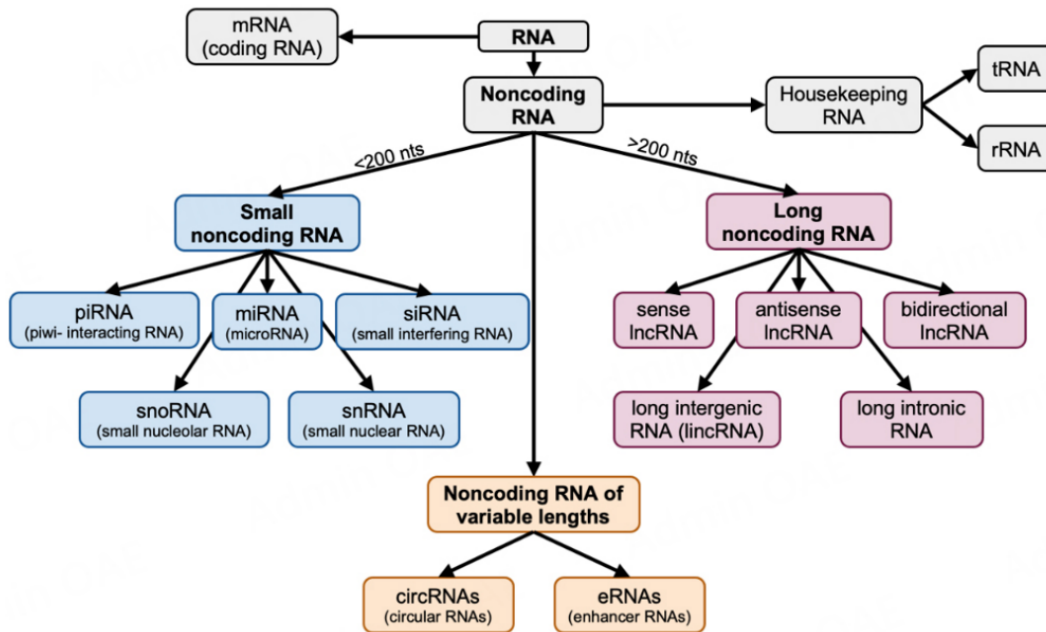 mRNA
(coding RNA)
RNA
Noncoding
RNA
Housekeeping
RNA
tRNA
rRNA
<200 nts
>200 nts
Small
noncoding RNA
Long
noncoding RNA
piRNA
(piwi- interacting RNA)
miRNA
(microRNA)
siRNA
(small interfering RNA)
sense
lncRNA
antisense
lncRNA
bidirectional
lncRNA
snoRNA
(small nucleolar RNA)
snRNA
(small nuclear RNA)
long intergenic
RNA (lincRNA)
long intronic
RNA
Noncoding RNA of
variable lengths
circRNAs
(circular RNAs)
eRNAs
(enhancer RNAs)
Admin OAE